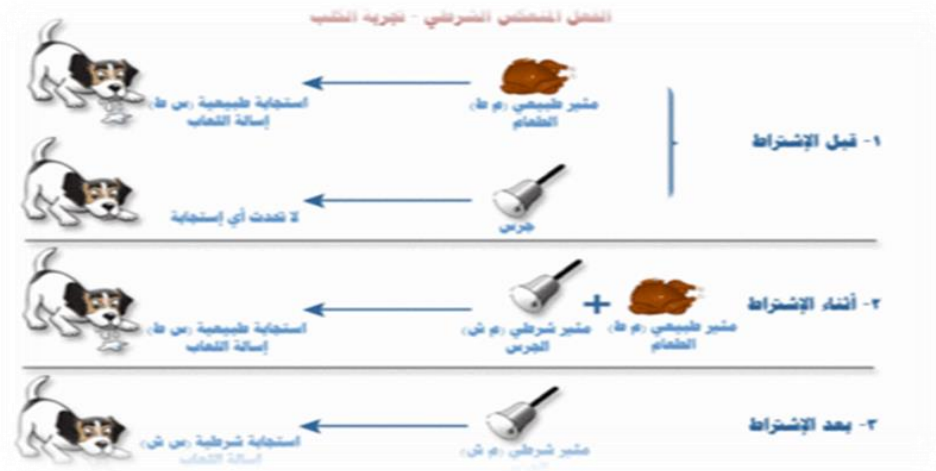 الفعل المنعكس الشرطي - تجربة الكلب
١- قبل الإشتراط
مثير طبيعي (م ط)
الطعام
استجابة طبيعية (س ط)
إسالة اللعاب
جرس
لا تحدث أي إستجابة
٢- أثناء الإشتراط
مثير طبيعي (م ط)
الطعام
+
مثير شرطي (م ش)
الجرس
استجابة طبيعية (س ط)
إسالة اللعاب
٣- بعد الإشتراط
مثير شرطي (م ش)
استجابة شرطية (س ش)
إسالة اللعاب